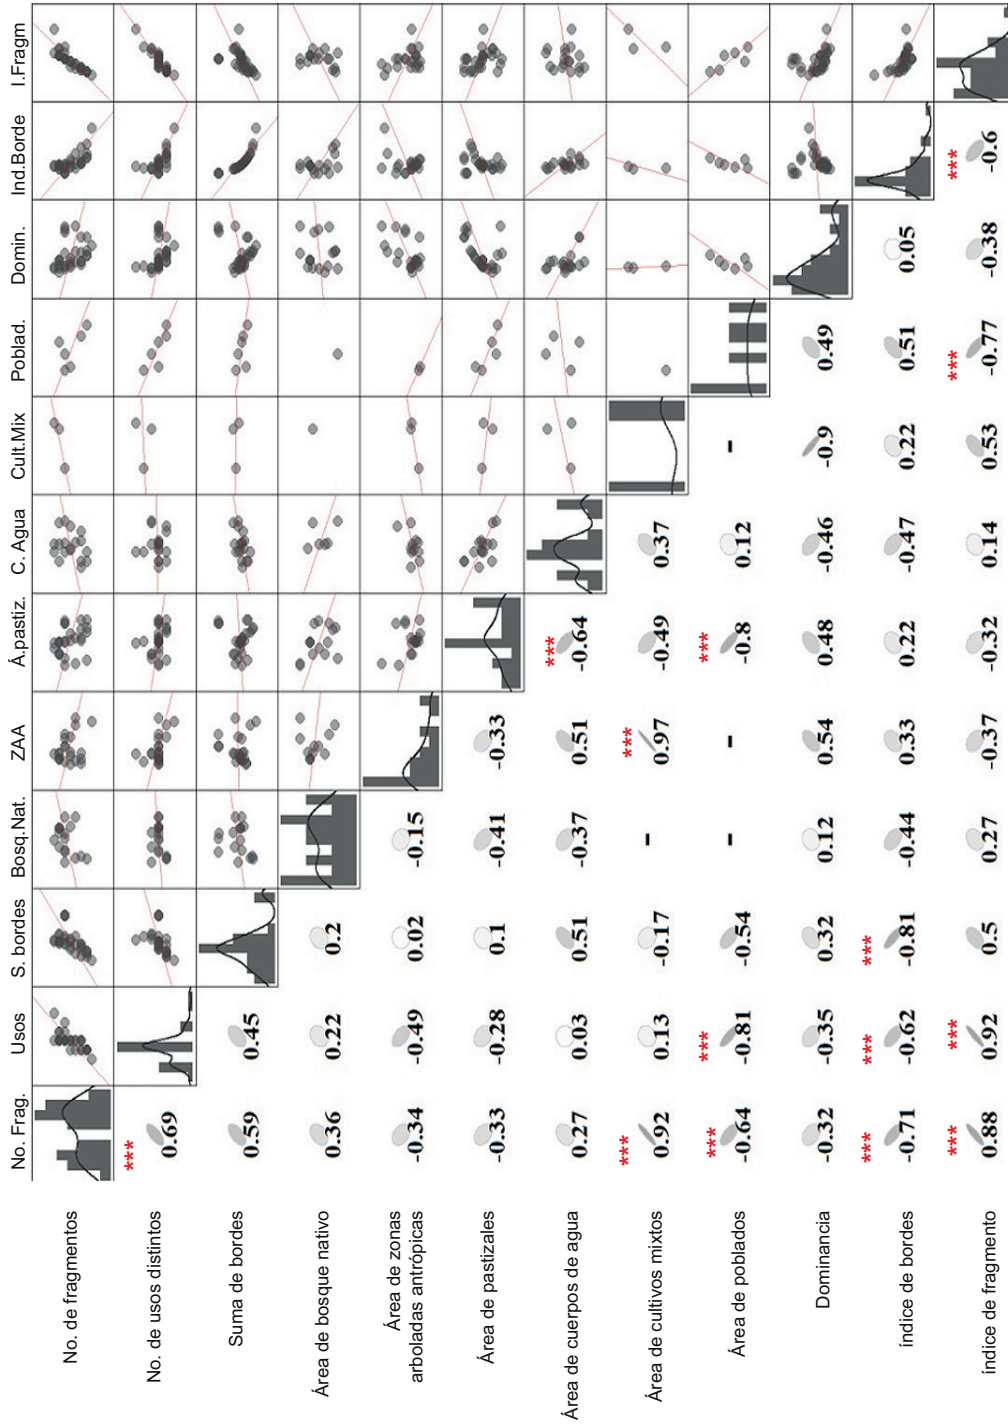 No. Frag. Usos S. bordes Bosq.Nat. ZAA Á.pastiz. C. Agua Cult.Mix Poblad. Domin. Ind.Borde I.Fragm
No. de fragmentos
***
No. de usos distintos
0.69
Suma de bordes
0.59 0.45
Área de bosque nativo
0.36 0.22 0.2
Área de zonas
arboladas antrópicas
-0.34 -0.49 0.02 -0.15
Área de pastizales
-0.33 -0.28 0.1 -0.41 -0.33
***
Área de cuerpos de agua
0.27 0.03 0.51 -0.37 0.51 -0.64
*** ***
Área de cultivos mixtos
0.92 0.13 -0.17 - 0.97 -0.49 0.37
*** *** ***
Área de poblados
-0.64 -0.81 -0.54 - - -0.8 0.12 -
Dominancia
-0.32 -0.35 0.32 0.12 0.54 0.48 -0.46 -0.9 0.49
*** *** ***
índice de bordes
-0.71 -0.62 -0.81 -0.44 0.33 0.22 -0.47 0.22 0.51 0.05
*** *** *** ***
índice de fragmento
0.88 0.92 0.5 0.27 -0.37 -0.32 0.14 0.53 -0.77 -0.38 -0.6